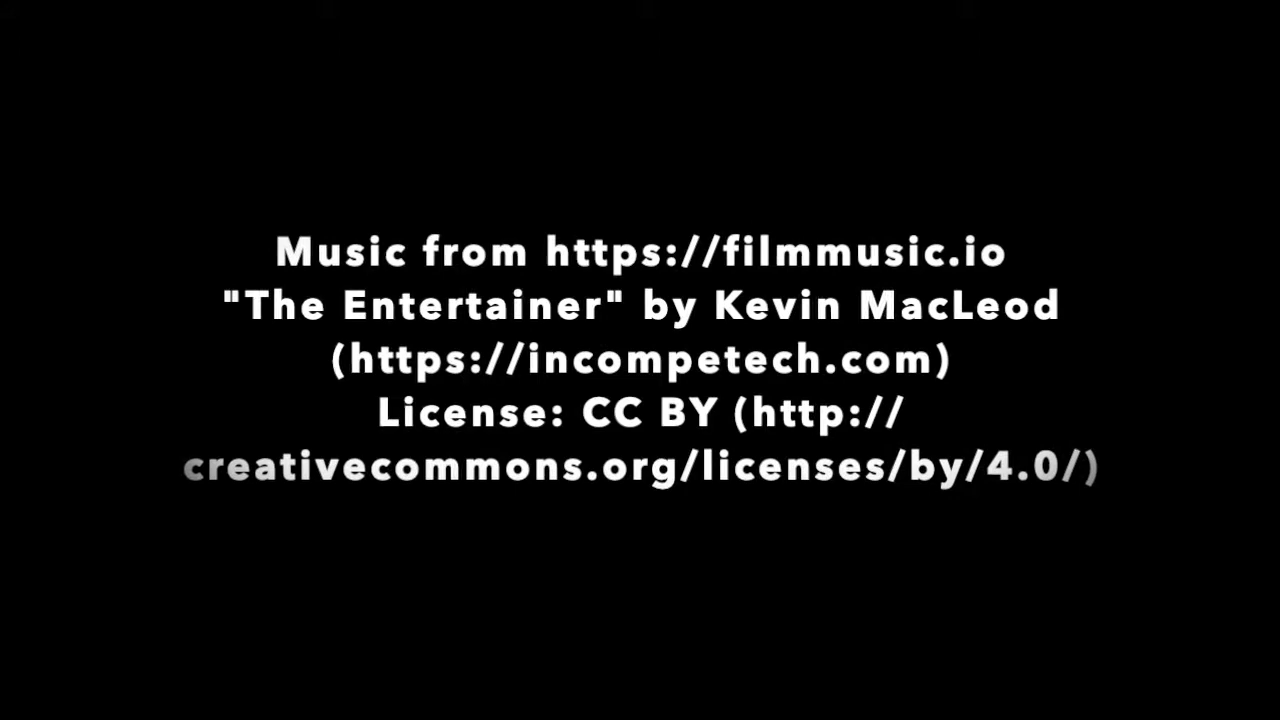 Music from https://filmmusic.io
"The Entertainer" by Kevin MacLeod
(https://incompetech.com)
License: CC BY (http://
creativecommons.org/licenses/by/4.0/)